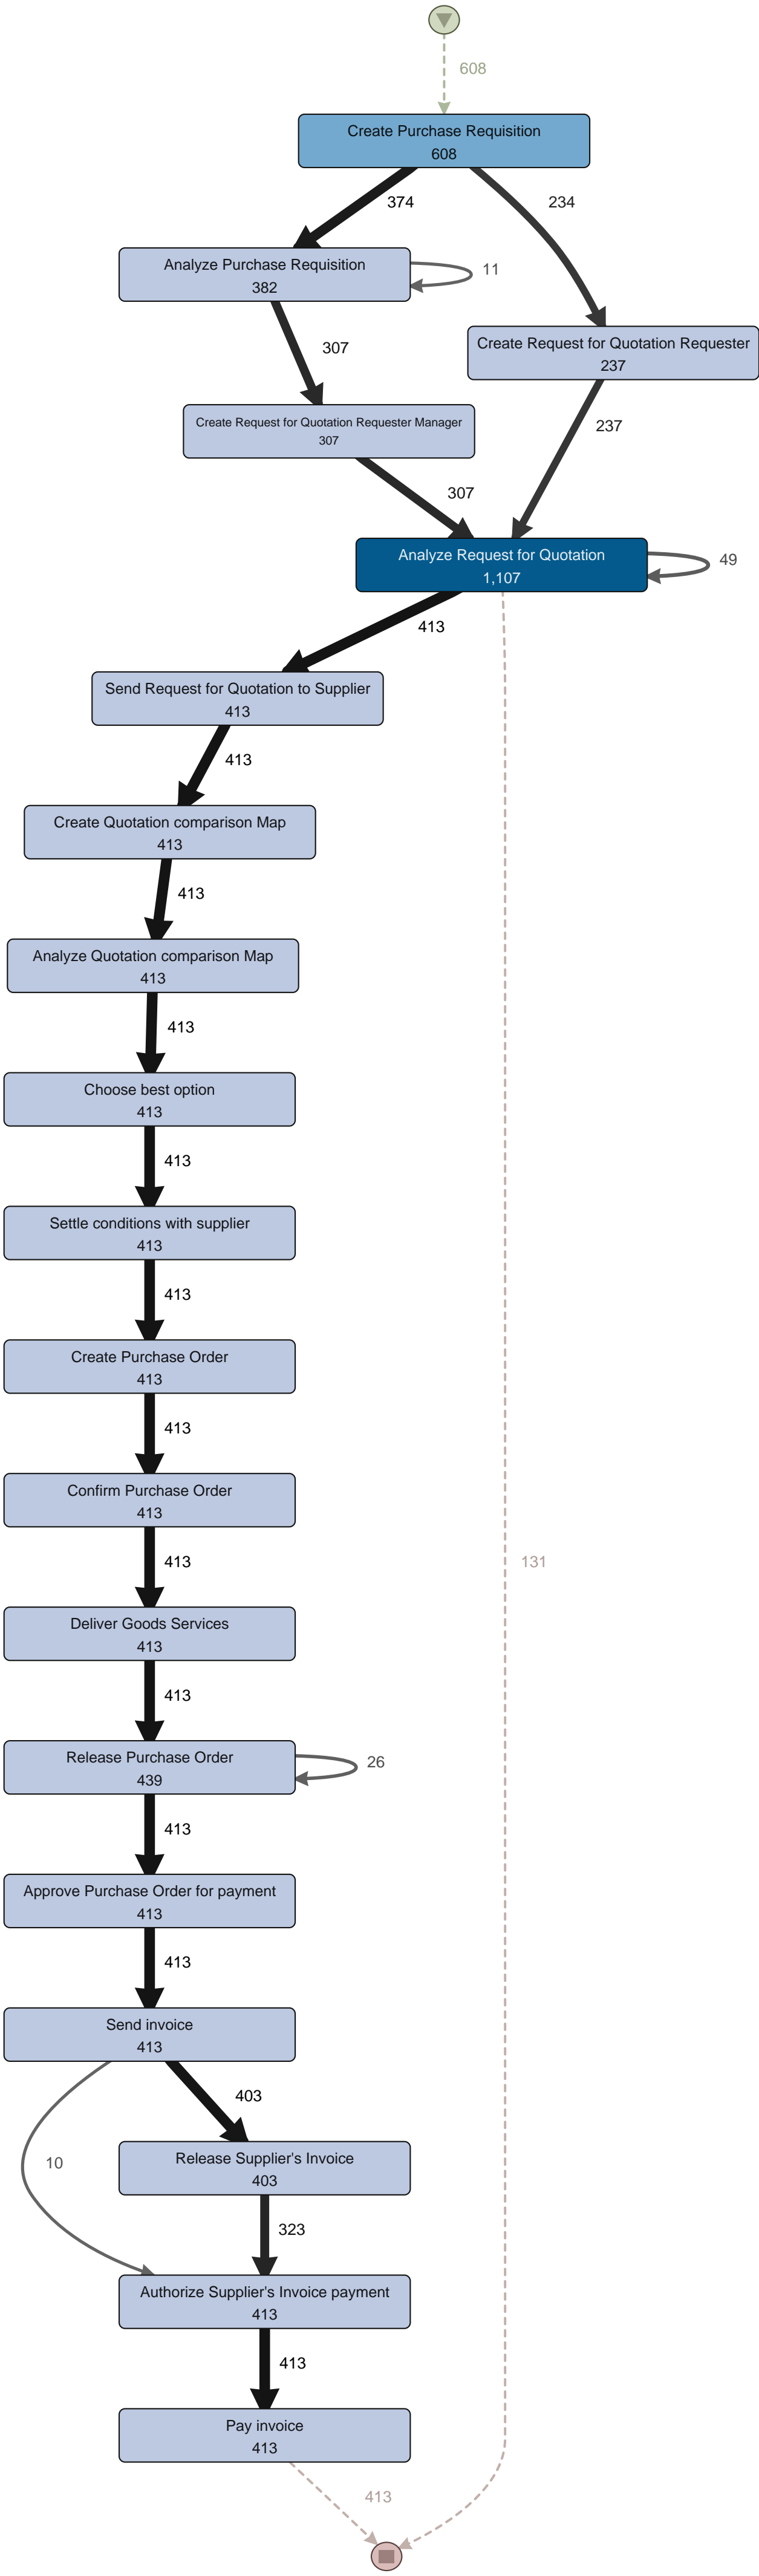 608
Create Purchase Requisition
608
374
234
Analyze Purchase Requisition
382
11
Create Request for Quotation Requester
237
307
Create Request for Quotation Requester Manager
307
237
307
Analyze Request for Quotation
1,107
49
413
Send Request for Quotation to Supplier
413
413
Create Quotation comparison Map
413
413
Analyze Quotation comparison Map
413
413
Choose best option
413
413
Settle conditions with supplier
413
413
Create Purchase Order
413
413
Confirm Purchase Order
413
413
131
Deliver Goods Services
413
413
Release Purchase Order
439
26
413
Approve Purchase Order for payment
413
413
Send invoice
413
403
10
Release Supplier's Invoice
403
323
Authorize Supplier's Invoice payment
413
413
Pay invoice
413
413